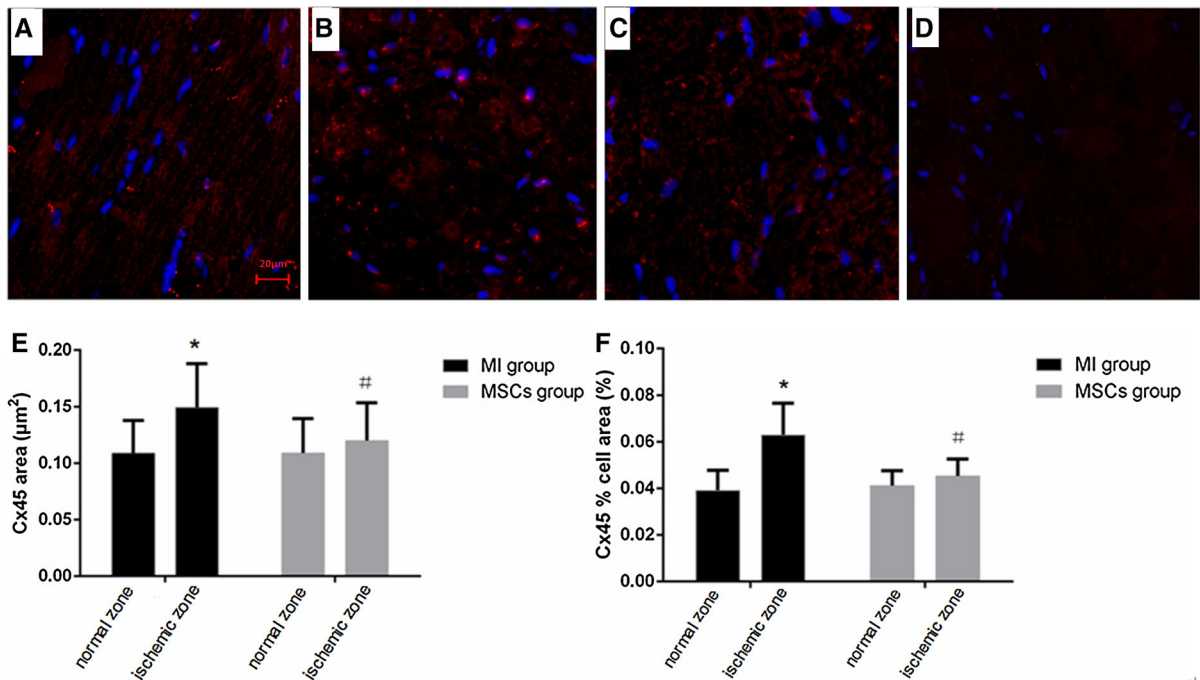 A
B
C
D
20μm
E
Cx45 area (μm²)
0.20
0.15
0.10
0.05
0.00
*
#
normal zone
ischemic zone
normal zone
ischemic zone
MI group
MSCs group
F
Cx45 % cell area (%)
0.10
0.08
0.06
0.04
0.02
0.00
*
#
normal zone
ischemic zone
normal zone
ischemic zone
MI group
MSCs group